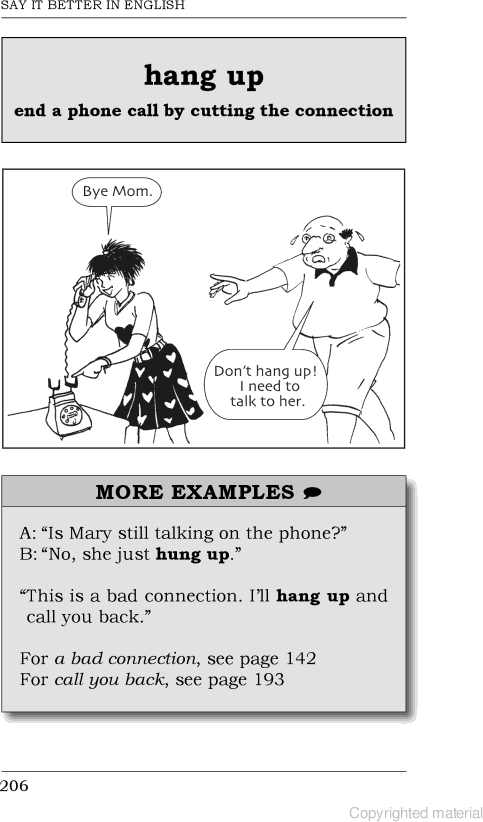 SAY IT BETTER IN ENGLISH
hang up
end a phone call by cutting the connection
Bye Mom.
Don't hang up!
I need to
talk to her.
MORE EXAMPLES
A: “Is Mary still talking on the phone?”
B: “No, she just hung up.”
“This is a bad connection. I’ll hang up and
call you back.”
For a bad connection, see page 142
For call you back, see page 193
206
Copyrighted material